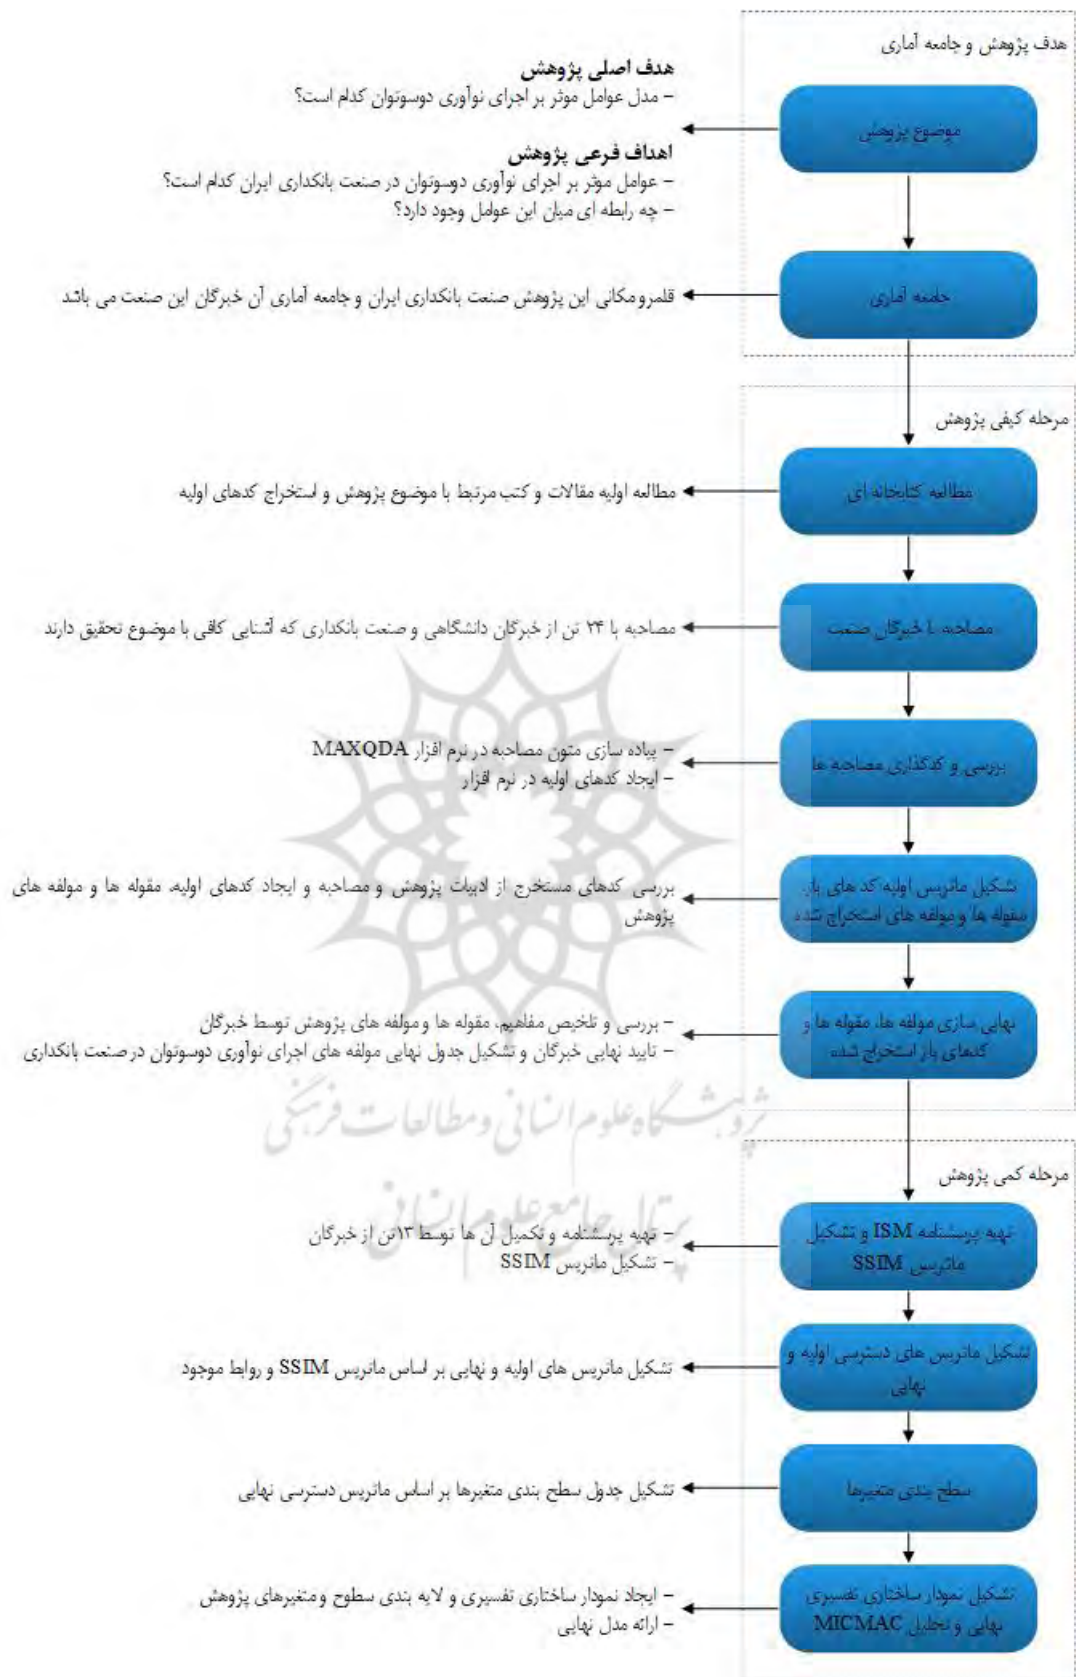 هدف پژوهش و جامعه آماری
موضوع پژوهش
هدف اصلی پژوهش
– مدل عوامل موثر بر اجرای نوآوری دوسوتوان کدام است؟
اهداف فرعی پژوهش
– عوامل موثر بر اجرای نوآوری دوسوتوان در صنعت بانکداری ایران کدام است؟
– چه رابطه ای میان این عوامل وجود دارد؟
جامعه آماری
قلمرو مکانی این پژوهش صنعت بانکداری ایران و جامعه آماری آن خبرگان این صنعت می باشد
مرحله کیفی پژوهش
مطالعه کتابخانه ای
مطالعه اولیه مقالات و کتب مرتبط با موضوع پژوهش و استخراج کدهای اولیه
مصاحبه با خبرگان صنعت
مصاحبه با ۲۴ تن از خبرگان دانشگاهی و صنعت بانکداری که آشنایی کافی با موضوع تحقیق دارند
بررسی و کدگذاری مصاحبه ها
– پیاده سازی متون مصاحبه در نرم افزار MAXQDA
– ایجاد کدهای اولیه در نرم افزار
تشکیل ماتریس اولیه کد های باز،
مقوله ها و مولفه های استخراج شده
بررسی کدهای مستخرج از ادبیات پژوهش و مصاحبه و ایجاد کدهای اولیه، مقوله ها و مولفه های
پژوهش
نهایی سازی مولفه ها، مقوله ها و
کدهای باز استخراج شده
– بررسی و تلخیص مفاهیم، مقوله ها و مولفه های پژوهش توسط خبرگان
– تایید نهایی خبرگان و تشکیل جدول نهایی مولفه های اجرای نوآوری دوسوتوان در صنعت بانکداری
پژوهشگاه علوم انسانی و مطالعات فرهنگی
پرتال جامع علوم انسانی
مرحله کمی پژوهش
تهیه پرسشنامه ISM و تشکیل
ماتریس SSIM
– تهیه پرسشنامه و تکمیل آن ها توسط ۱۳تن از خبرگان
– تشکیل ماتریس SSIM
تشکیل ماتریس های دسترسی اولیه و
نهایی
تشکیل ماتریس های اولیه و نهایی بر اساس ماتریس SSIM و روابط موجود
سطح بندی متغیرها
تشکیل جدول سطح بندی متغیرها بر اساس ماتریس دسترسی نهایی
تشکیل نمودار ساختاری تفسیری
نهایی و تحلیل MICMAC
– ایجاد نمودار ساختاری تفسیری و لایه بندی سطوح و متغیرهای پژوهش
– ارائه مدل نهایی